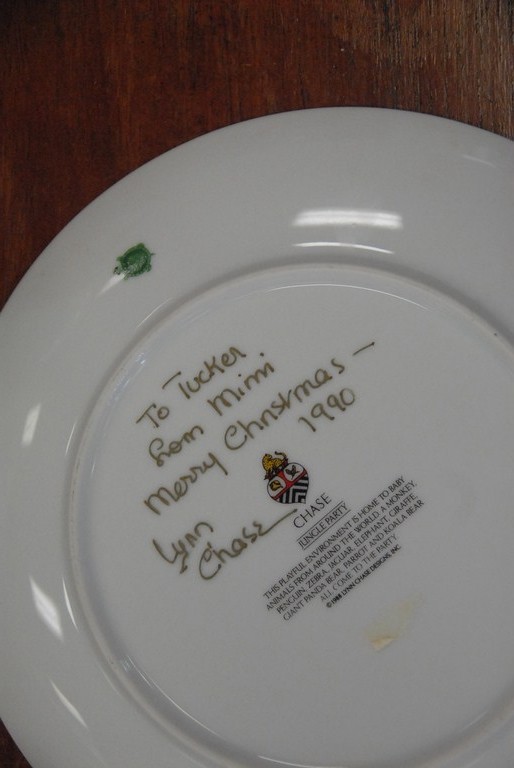 To Tucker
from Mimi
Merry Christmas —
1990
Lynn
Chase
CHASE
JUNGLE PARTY
THIS PLAYFUL ENVIRONMENT IS HOME TO BABY
ANIMALS FROM AROUND THE WORLD. A MONKEY,
PENGUIN, ZEBRA, JAGUAR, ELEPHANT, GIRAFFE,
GIANT PANDA BEAR, PARROT AND KOALA BEAR
ALL COME TO THE PARTY
©1988 LYNN CHASE DESIGNS, INC.